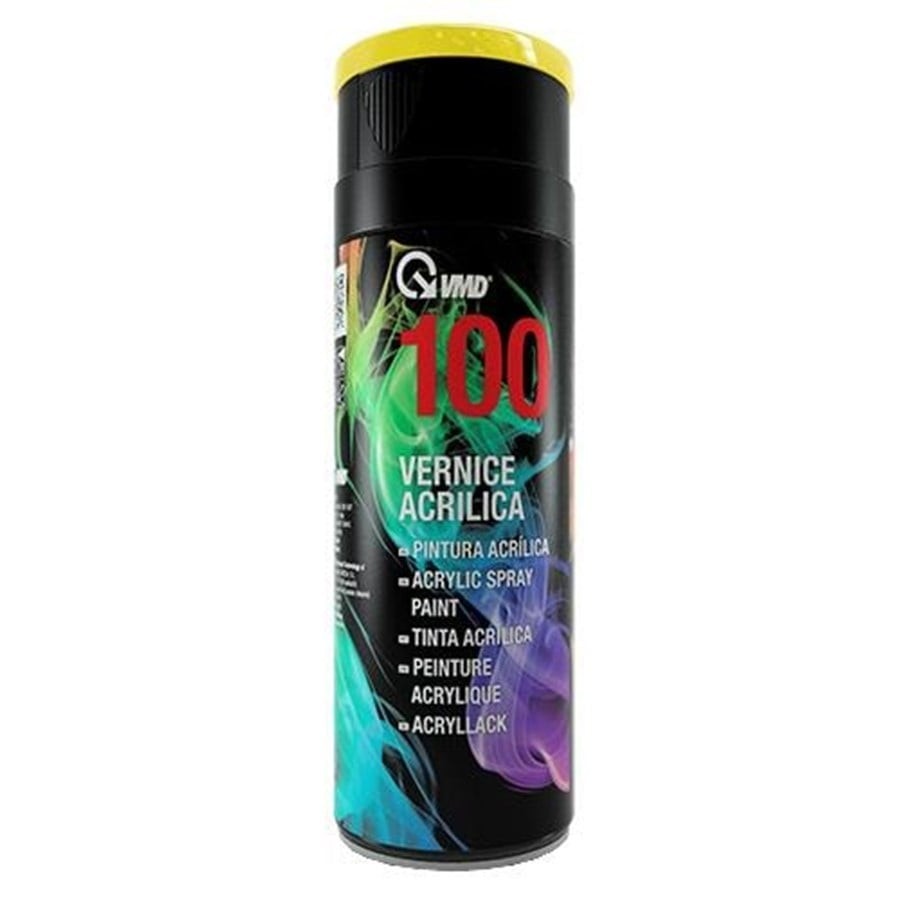 VMD
100
VERNICE
ACRILICA
PINTURA ACRÍLICA
ACRYLIC SPRAY
PAINT
TINTA ACRÍLICA
PEINTURE
ACRYLIQUE
ACRYLLACK